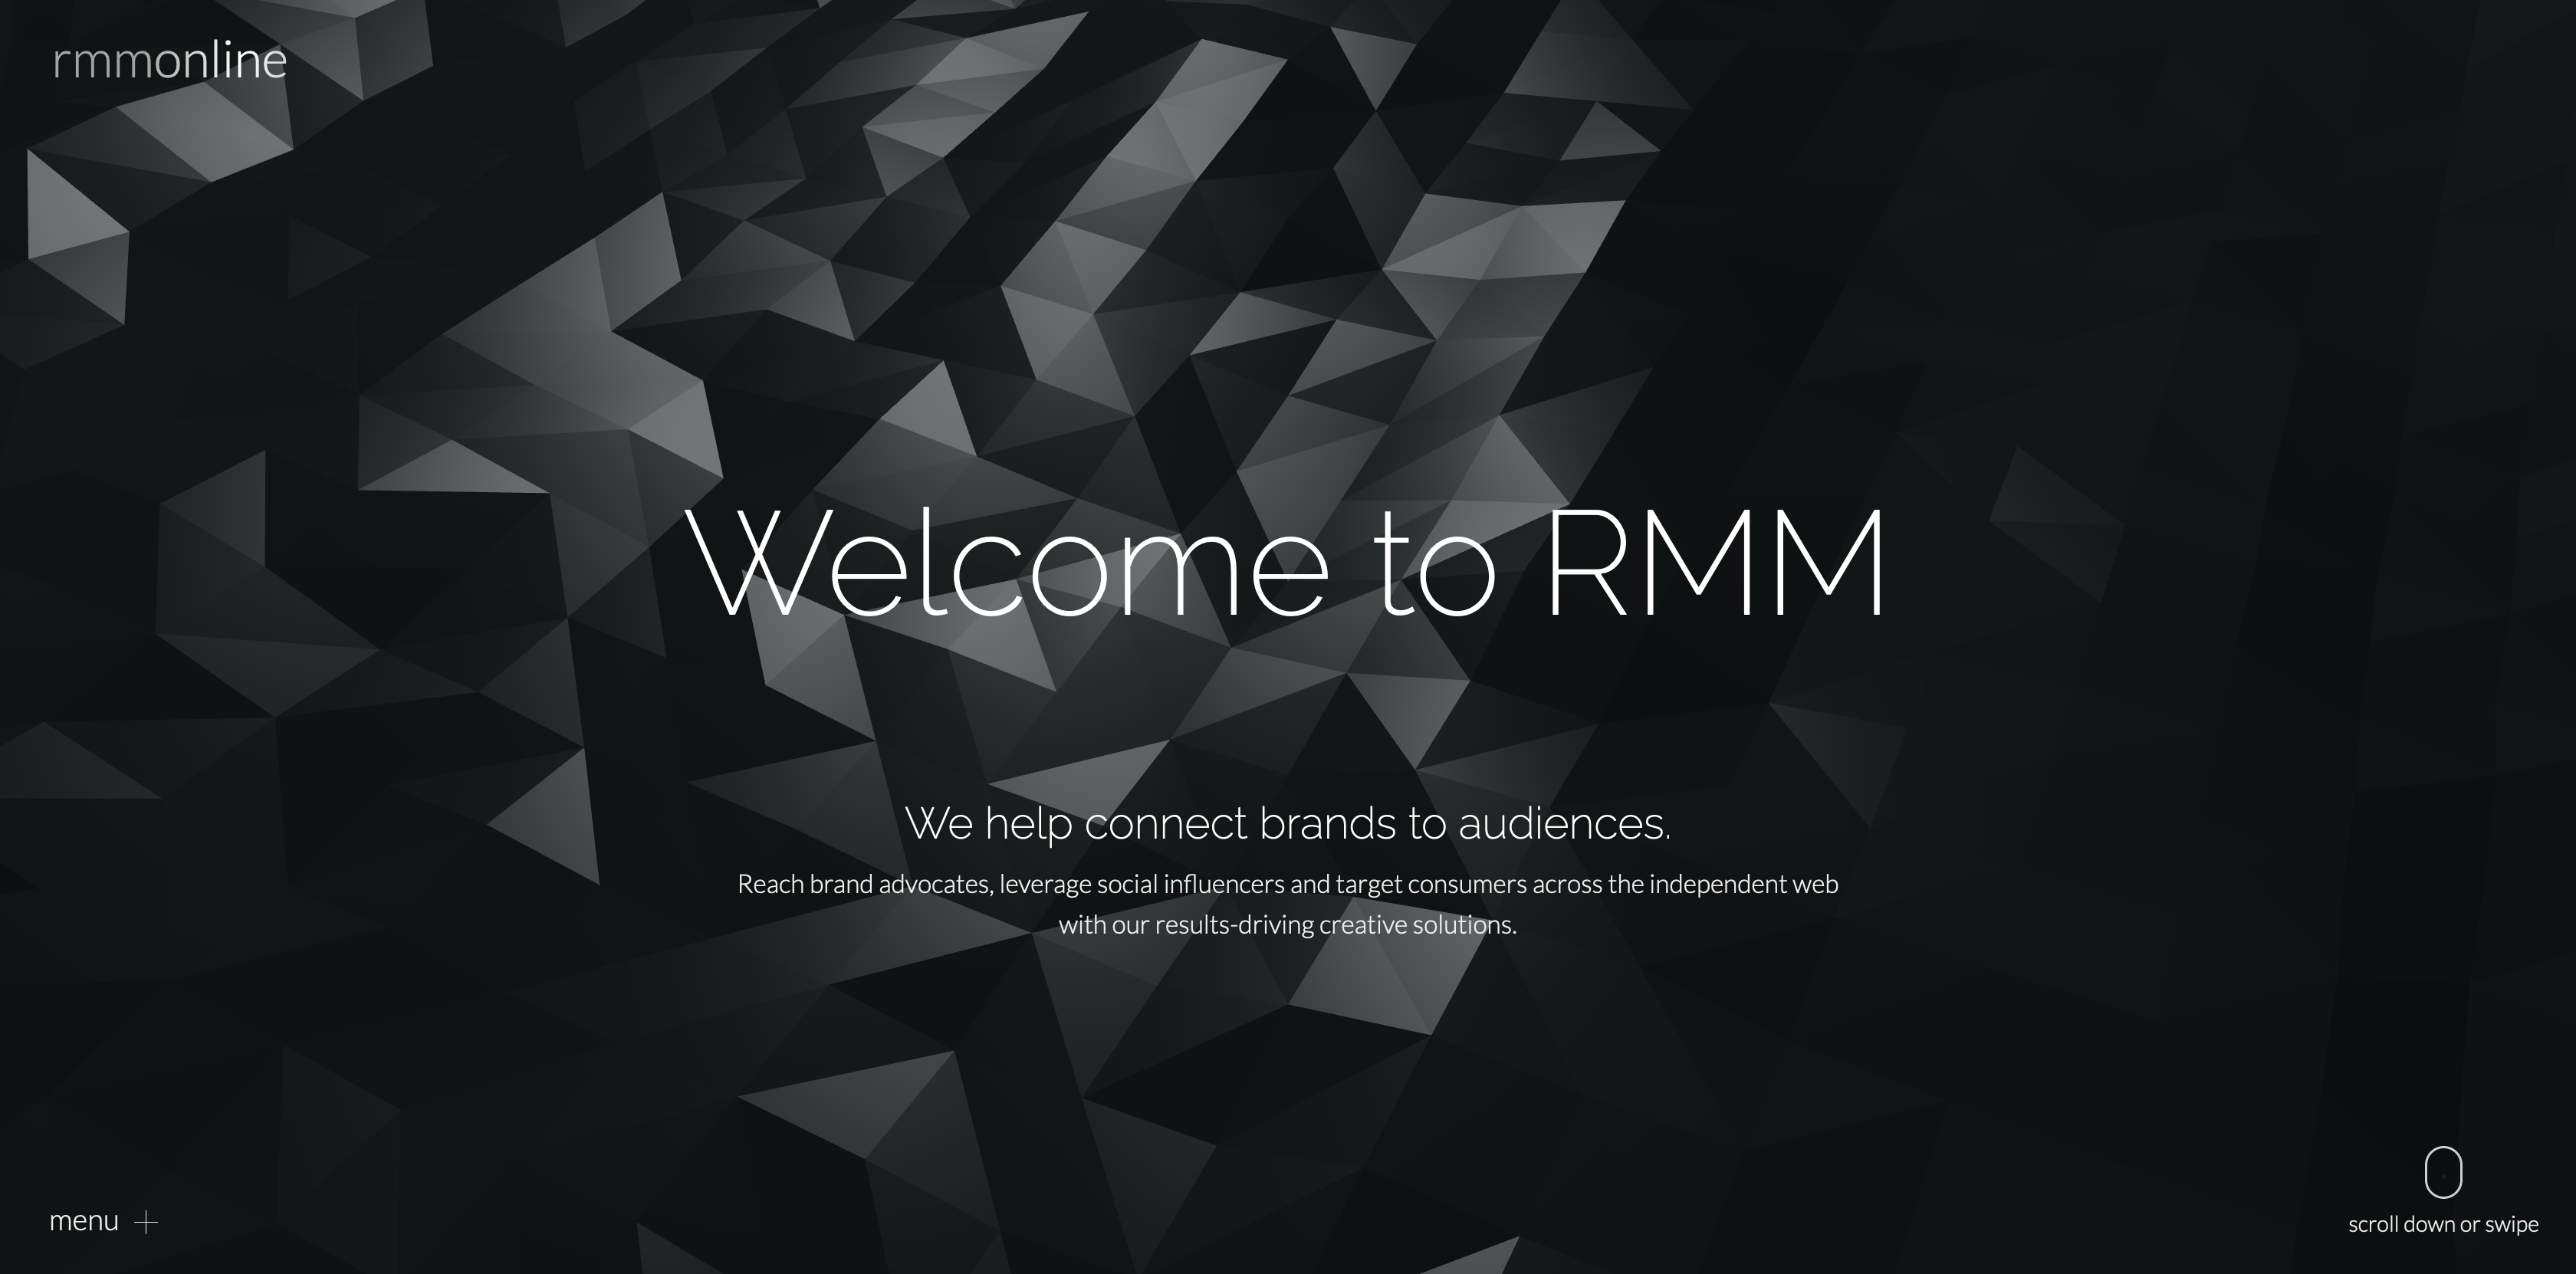 rmmonline
Welcome to RMM
We help connect brands to audiences.
Reach brand advocates, leverage social influencers and target consumers across the independent web
with our results-driving creative solutions.
menu
scroll down or swipe